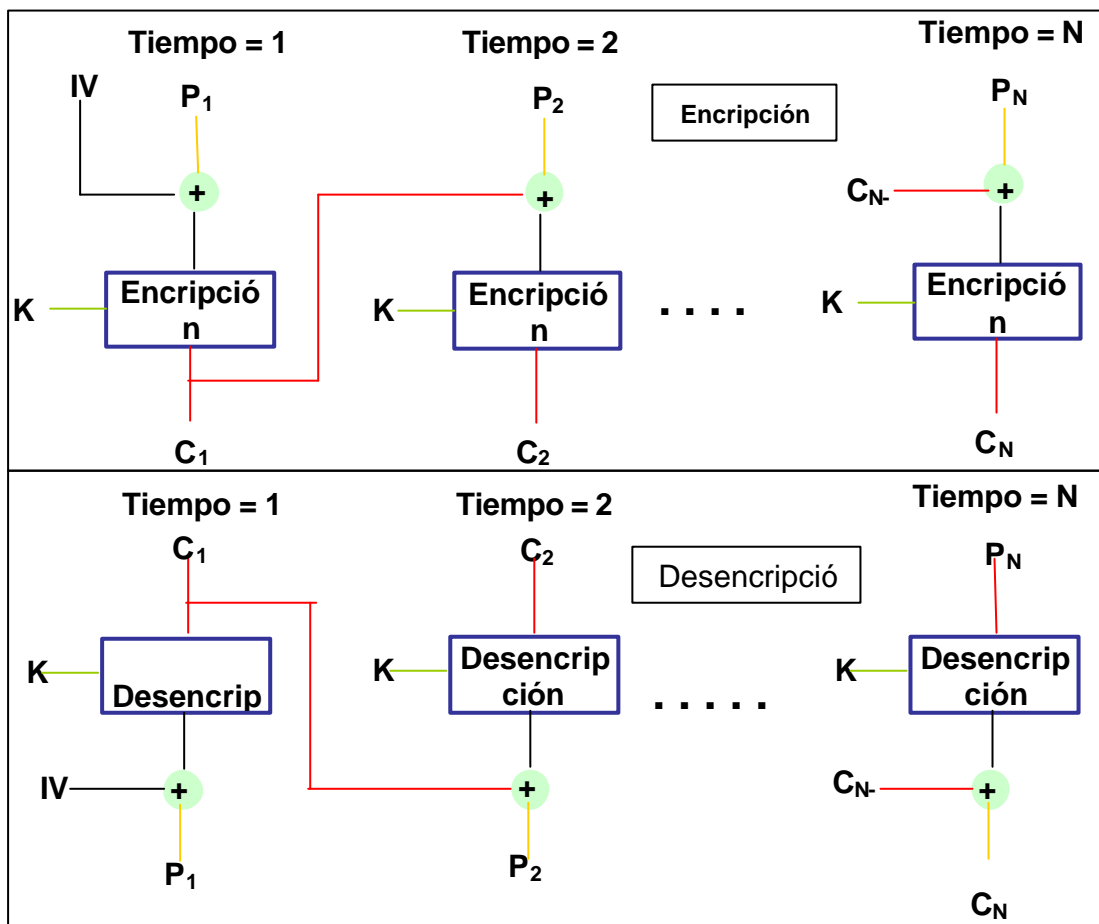 Tiempo = 1
Tiempo = 2
Tiempo = N
IV
P1
P2
PN
Encripción
+
+
+
CN-
K
Encripció
n
K
Encripció
n
. . . .
K
Encripció
n
C1
C2
CN
Tiempo = 1
Tiempo = 2
Tiempo = N
C1
C2
PN
Desencripció
K
Desencrip
K
Desencrip
ción
. . . . .
K
Desencrip
ción
IV
+
+
CN-
+
P1
P2
CN